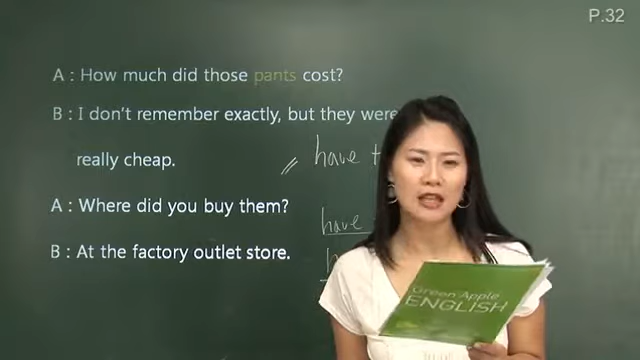 P.32
A : How much did those pants cost?
B : I don't remember exactly, but they were
really cheap.
have
A : Where did you buy them?
have
B : At the factory outlet store.
Green Apple
ENGLISH